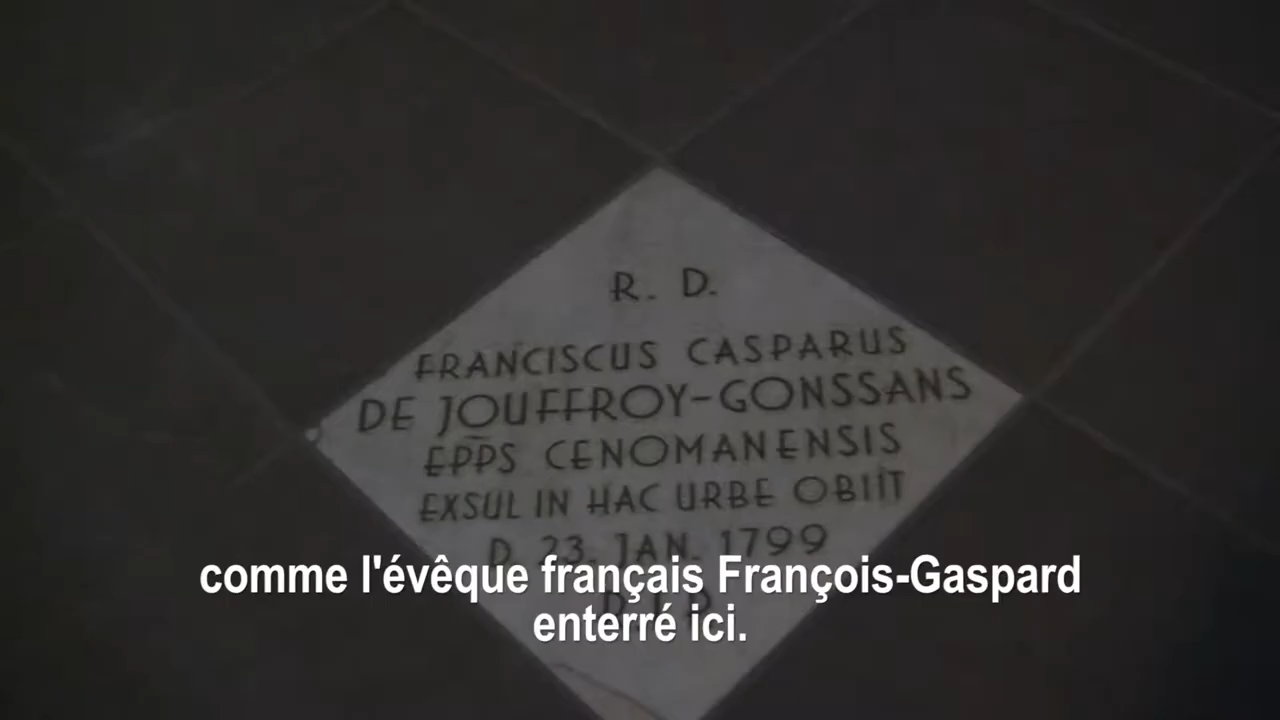 R. D.
FRANCISCUS CASPARUS
DE JOUFFROY-GONSSANS
EPPS CENOMANENSIS
EXSUL IN HAC URBE OBIIT
D. 23. JAN. 1799
R. I. P.
comme l'évêque français François-Gaspard
enterré ici.